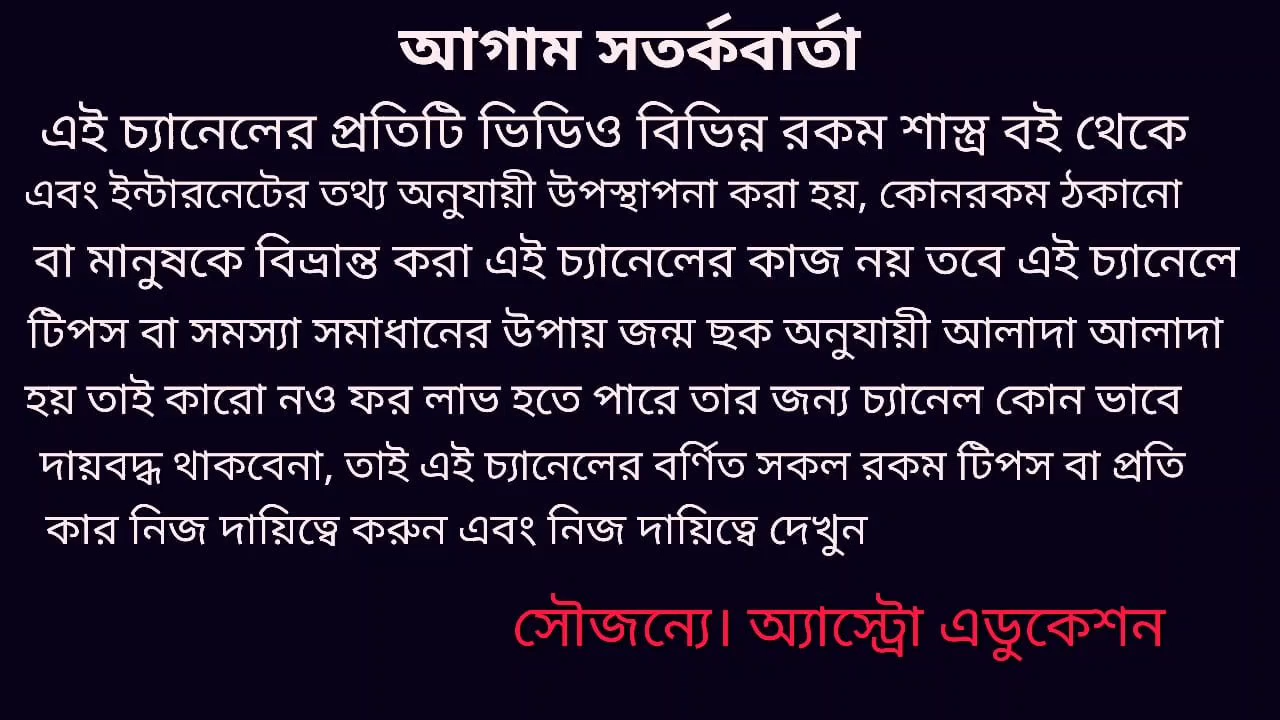 আগাম সতর্কবার্তা
এই চ্যানেলের প্রতিটি ভিডিও বিভিন্ন রকম শাস্ত্র বই থেকে
এবং ইন্টারনেটের তথ্য অনুযায়ী উপস্থাপনা করা হয়, কোনরকম ঠকানো
বা মানুষকে বিভ্রান্ত করা এই চ্যানেলের কাজ নয় তবে এই চ্যানেলে
টিপস বা সমস্যা সমাধানের উপায় জন্ম ছক অনুযায়ী আলাদা আলাদা
হয় তাই কারো নও ফর লাভ হতে পারে তার জন্য চ্যানেল কোন ভাবে
দায়বদ্ধ থাকবেনা, তাই এই চ্যানেলের বর্ণিত সকল রকম টিপস বা প্রতি
কার নিজ দায়িত্বে করুন এবং নিজ দায়িত্বে দেখুন
সৌজন্যে। অ্যাস্ট্রো এডুকেশন